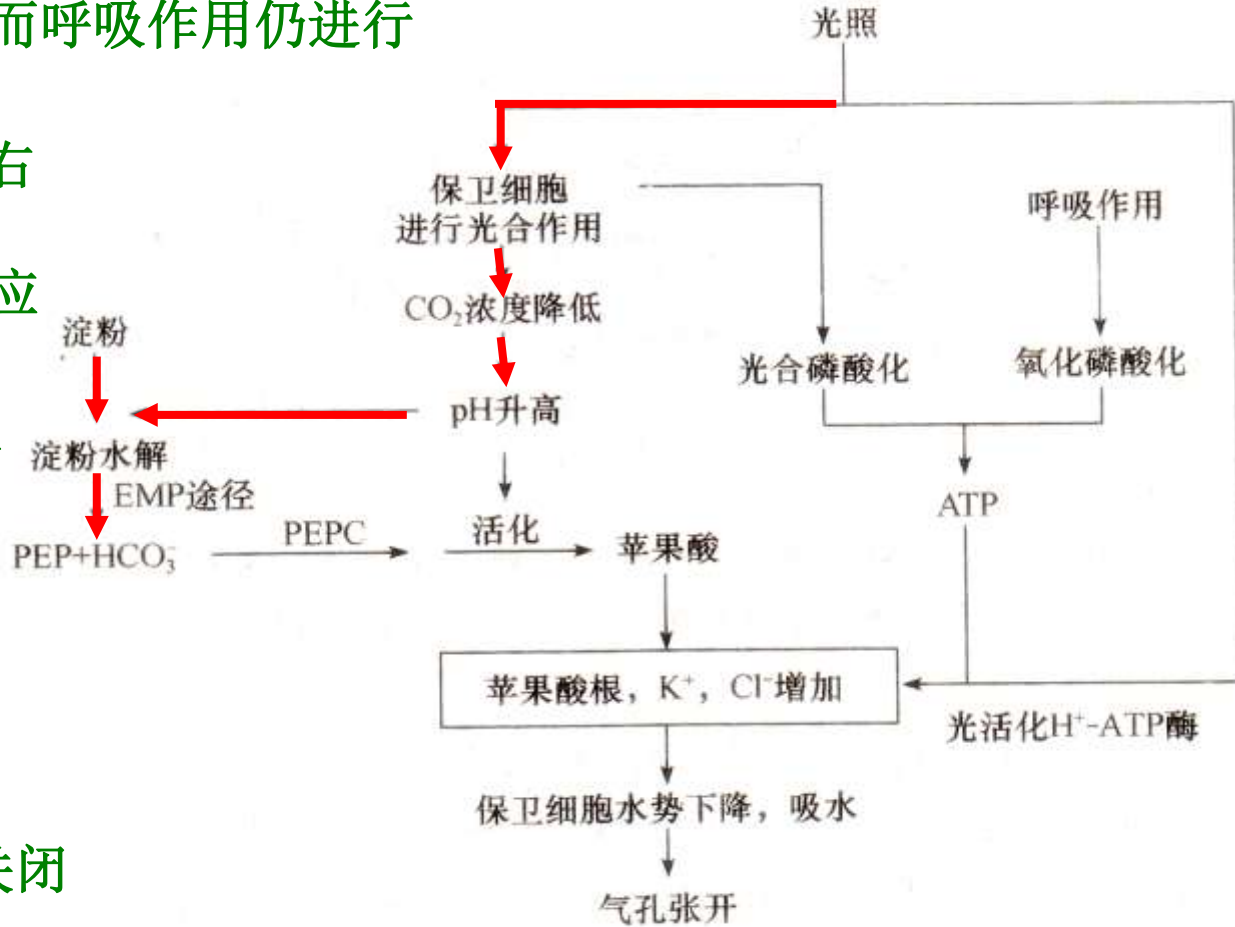 而呼吸作用仍进行
光照
右
保卫细胞
进行光合作用
呼吸作用
应
CO₂浓度降低
淀粉
光合磷酸化
氧化磷酸化
pH升高
淀粉水解
EMP途径
ATP
PEP+HCO₃⁻
PEPC
活化
苹果酸
苹果酸根，K⁺，Cl⁻增加
光活化H⁺-ATP酶
保卫细胞水势下降，吸水
关闭
气孔张开